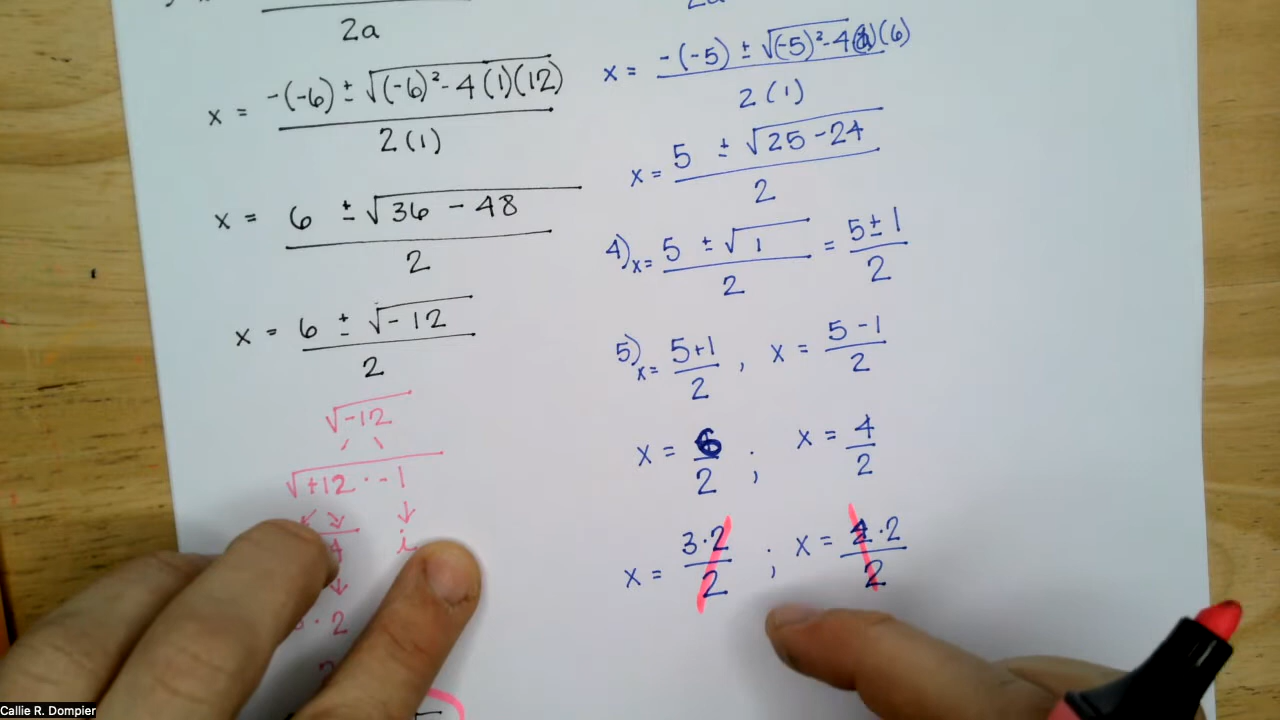 2a
x = -(-6) ± √(-6)² - 4(1)(12)
2(1)
x = 6 ± √36 - 48
2
x = 6 ± √-12
2
√-12
√+12 · -1
i
· 2
2a
x = -(-5) ± √(-5)² - 4(1)(6)
2(1)
x = 5 ± √25 - 24
2
4) x = 5 ± √1 = 5 ± 1
2 2
5) x = 5+1 , x = 5 - 1
2 2
x = 6 ; x = 4
2 2
x = 3·2 ; x = 2·2
2 2
Callie R. Dompier